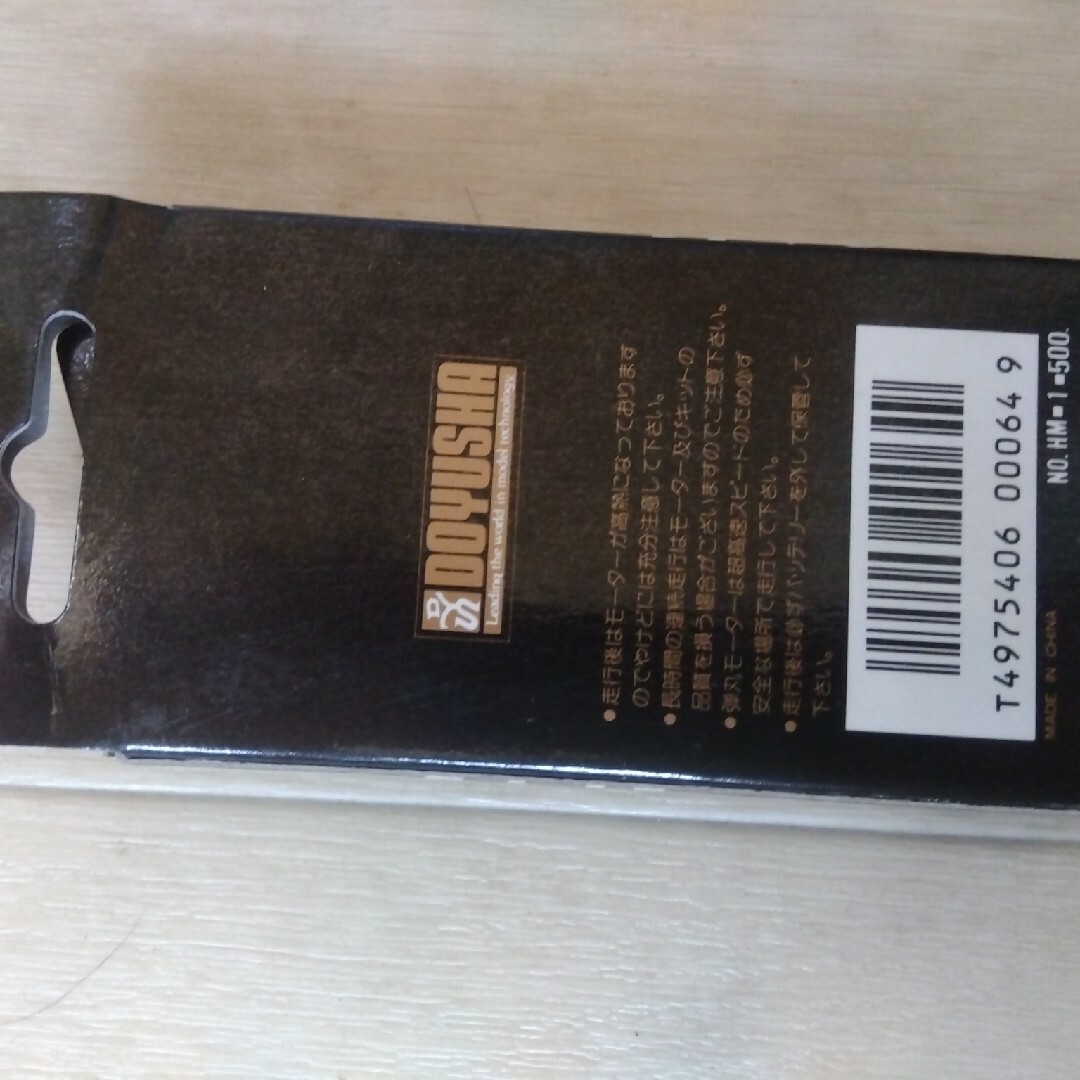 DOYUSHA
Leading the world in model technology.
●走行後はモーターが高熱になっております
のでやけどには充分注意して下さい。
●長時間の連続走行はモーター及びキットの
品質を損う場合がございますのでご注意下さい。
●弾丸モーターは超高速スピードのため必ず
安全な場所で走行して下さい。
●走行後は必ずバッテリーを外して保管して
下さい。
T4975406 00064 9
MADE IN CHINA
NO. HM-1-500.